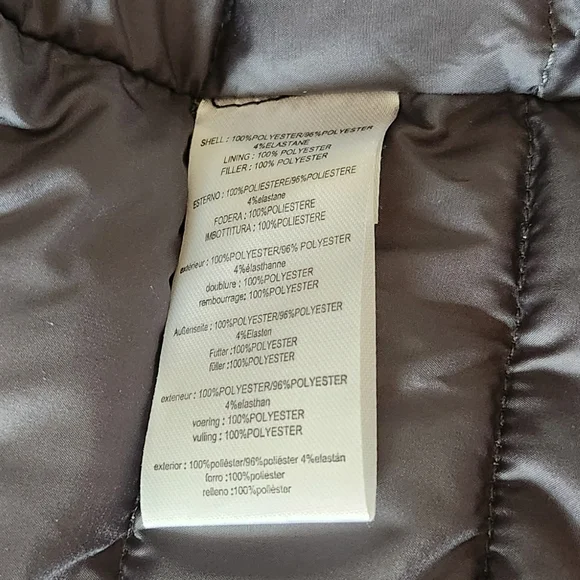 SHELL : 100%POLYESTER/96%POLYESTER
4%ELASTANE
LINING : 100% POLYESTER
FILLER : 100% POLYESTER
ESTERNO : 100%POLIESTERE/96%POLIESTERE
4%elastane
FODERA : 100%POLIESTERE
IMBOTTITURA : 100%POLIESTERE
extérieur : 100%POLYESTER/96% POLYESTER
4%élasthanne
doublure : 100%POLYESTER
rembourrage: 100%POLYESTER
Außenseite : 100%POLYESTER/96%POLYESTER
4%Elasten
Futter :100%POLYESTER
füller :100%POLYESTER
exterieur : 100%POLYESTER/96%POLYESTER
4%elasthan
voering : 100%POLYESTER
vulling : 100%POLYESTER
exterior : 100%poliéster/96%poliéster 4%elastán
forro :100%poliéster
relleno :100%poliéster